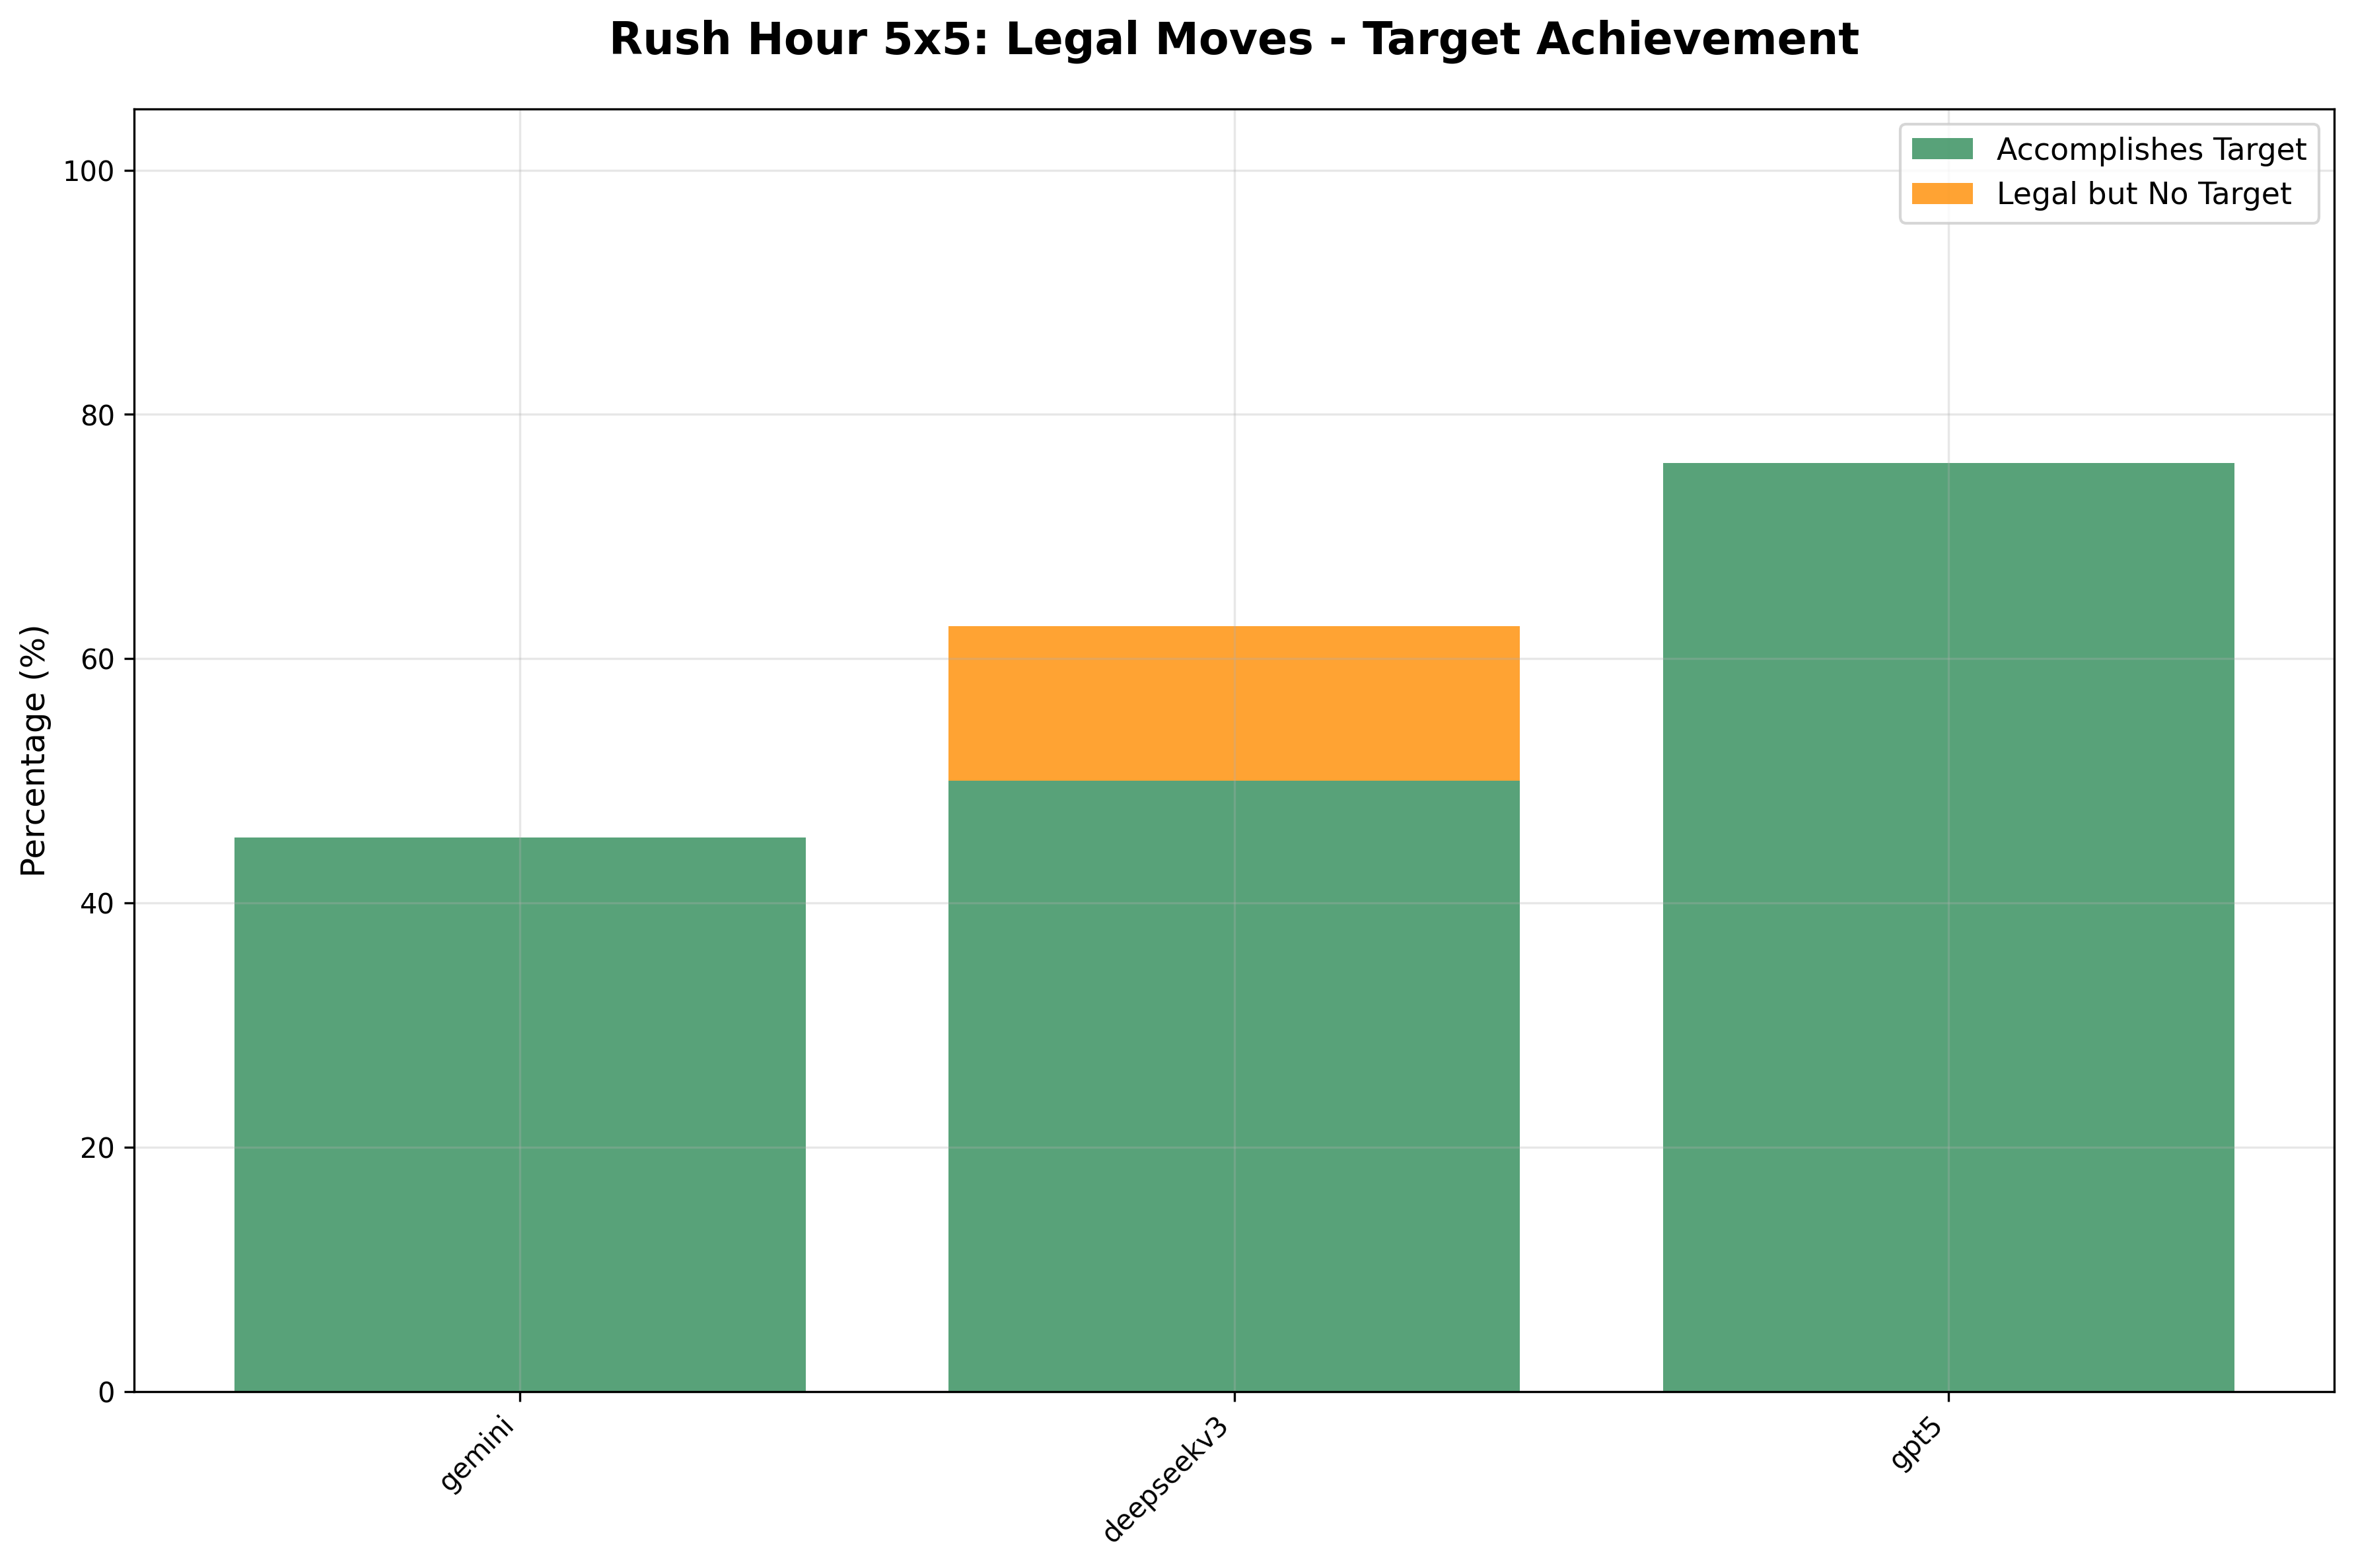 Rush Hour 5x5: Legal Moves - Target Achievement
Accomplishes Target
Legal but No Target
Percentage (%)
100
80
60
40
20
0
gemini
deepseekv3
gpt5